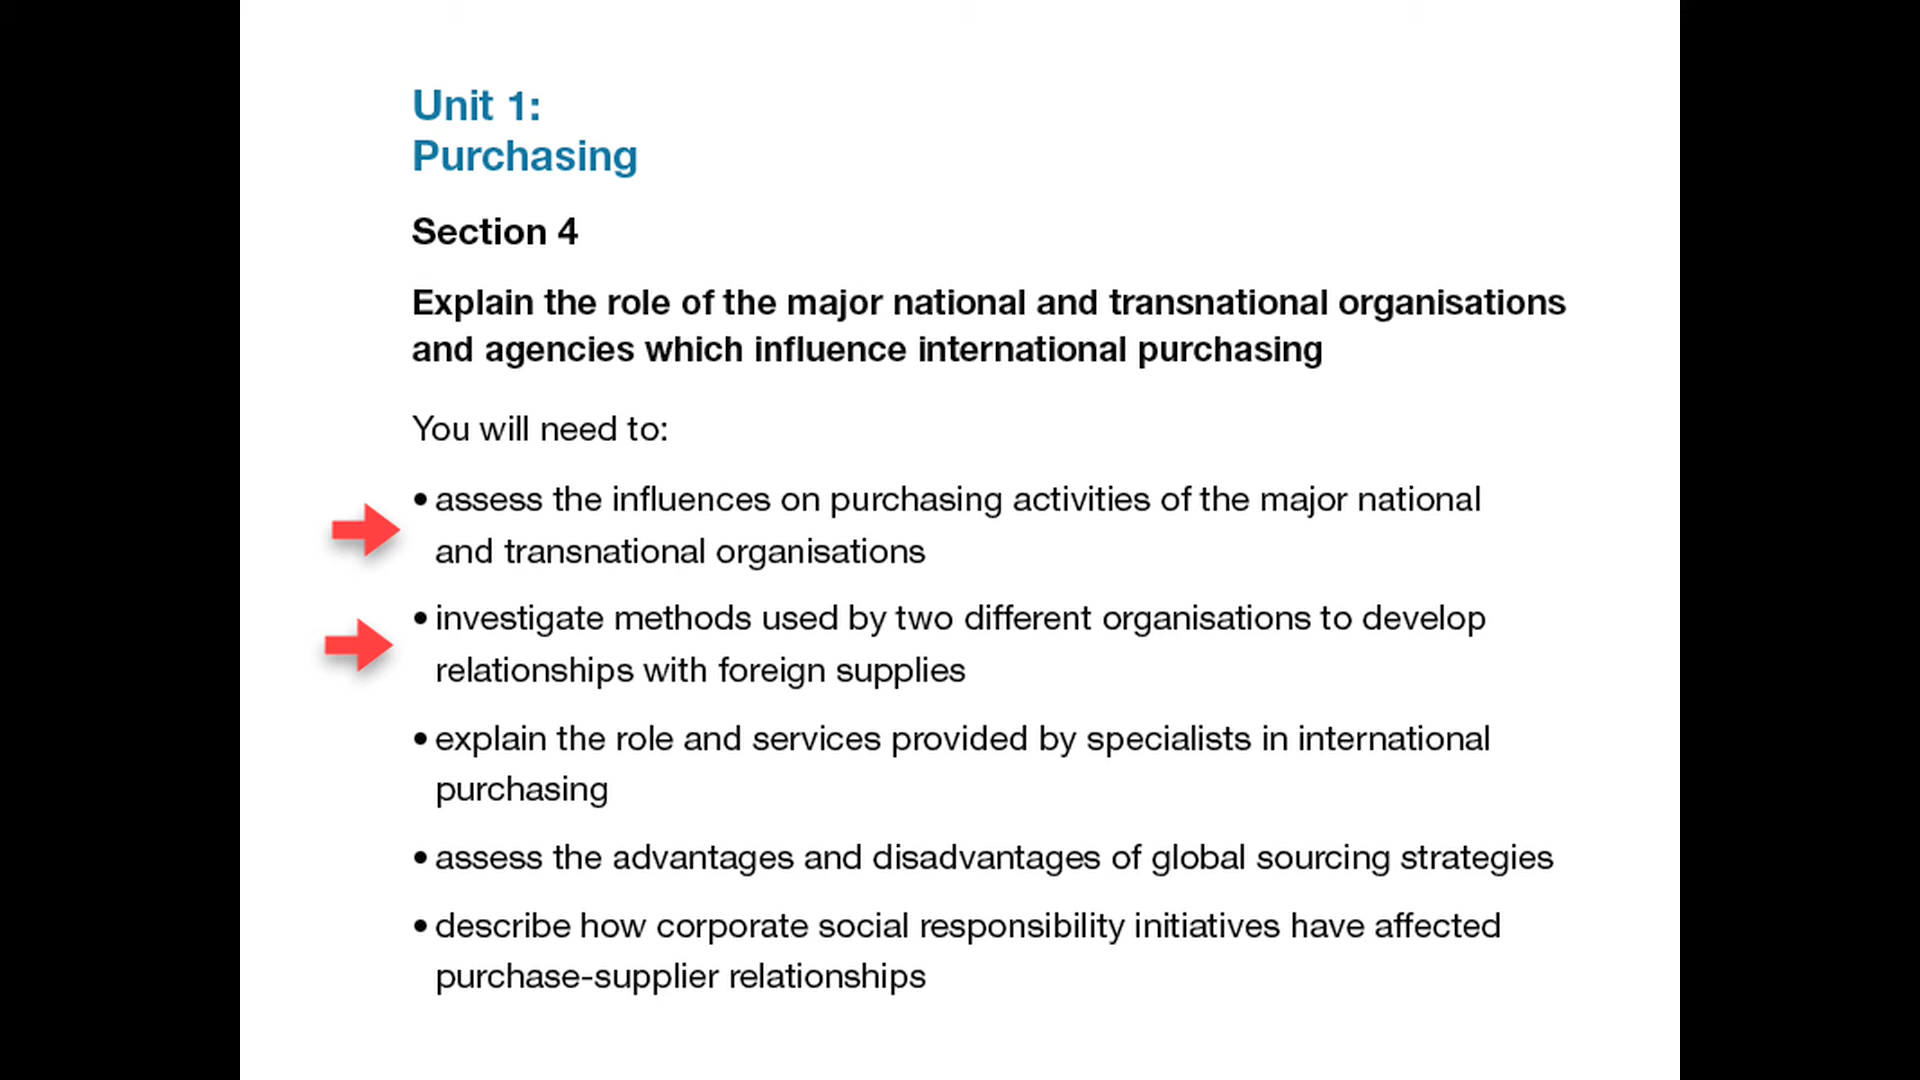 Unit 1:
Purchasing
Section 4
Explain the role of the major national and transnational organisations
and agencies which influence international purchasing
You will need to:
• assess the influences on purchasing activities of the major national
and transnational organisations
• investigate methods used by two different organisations to develop
relationships with foreign supplies
• explain the role and services provided by specialists in international
purchasing
• assess the advantages and disadvantages of global sourcing strategies
• describe how corporate social responsibility initiatives have affected
purchase-supplier relationships